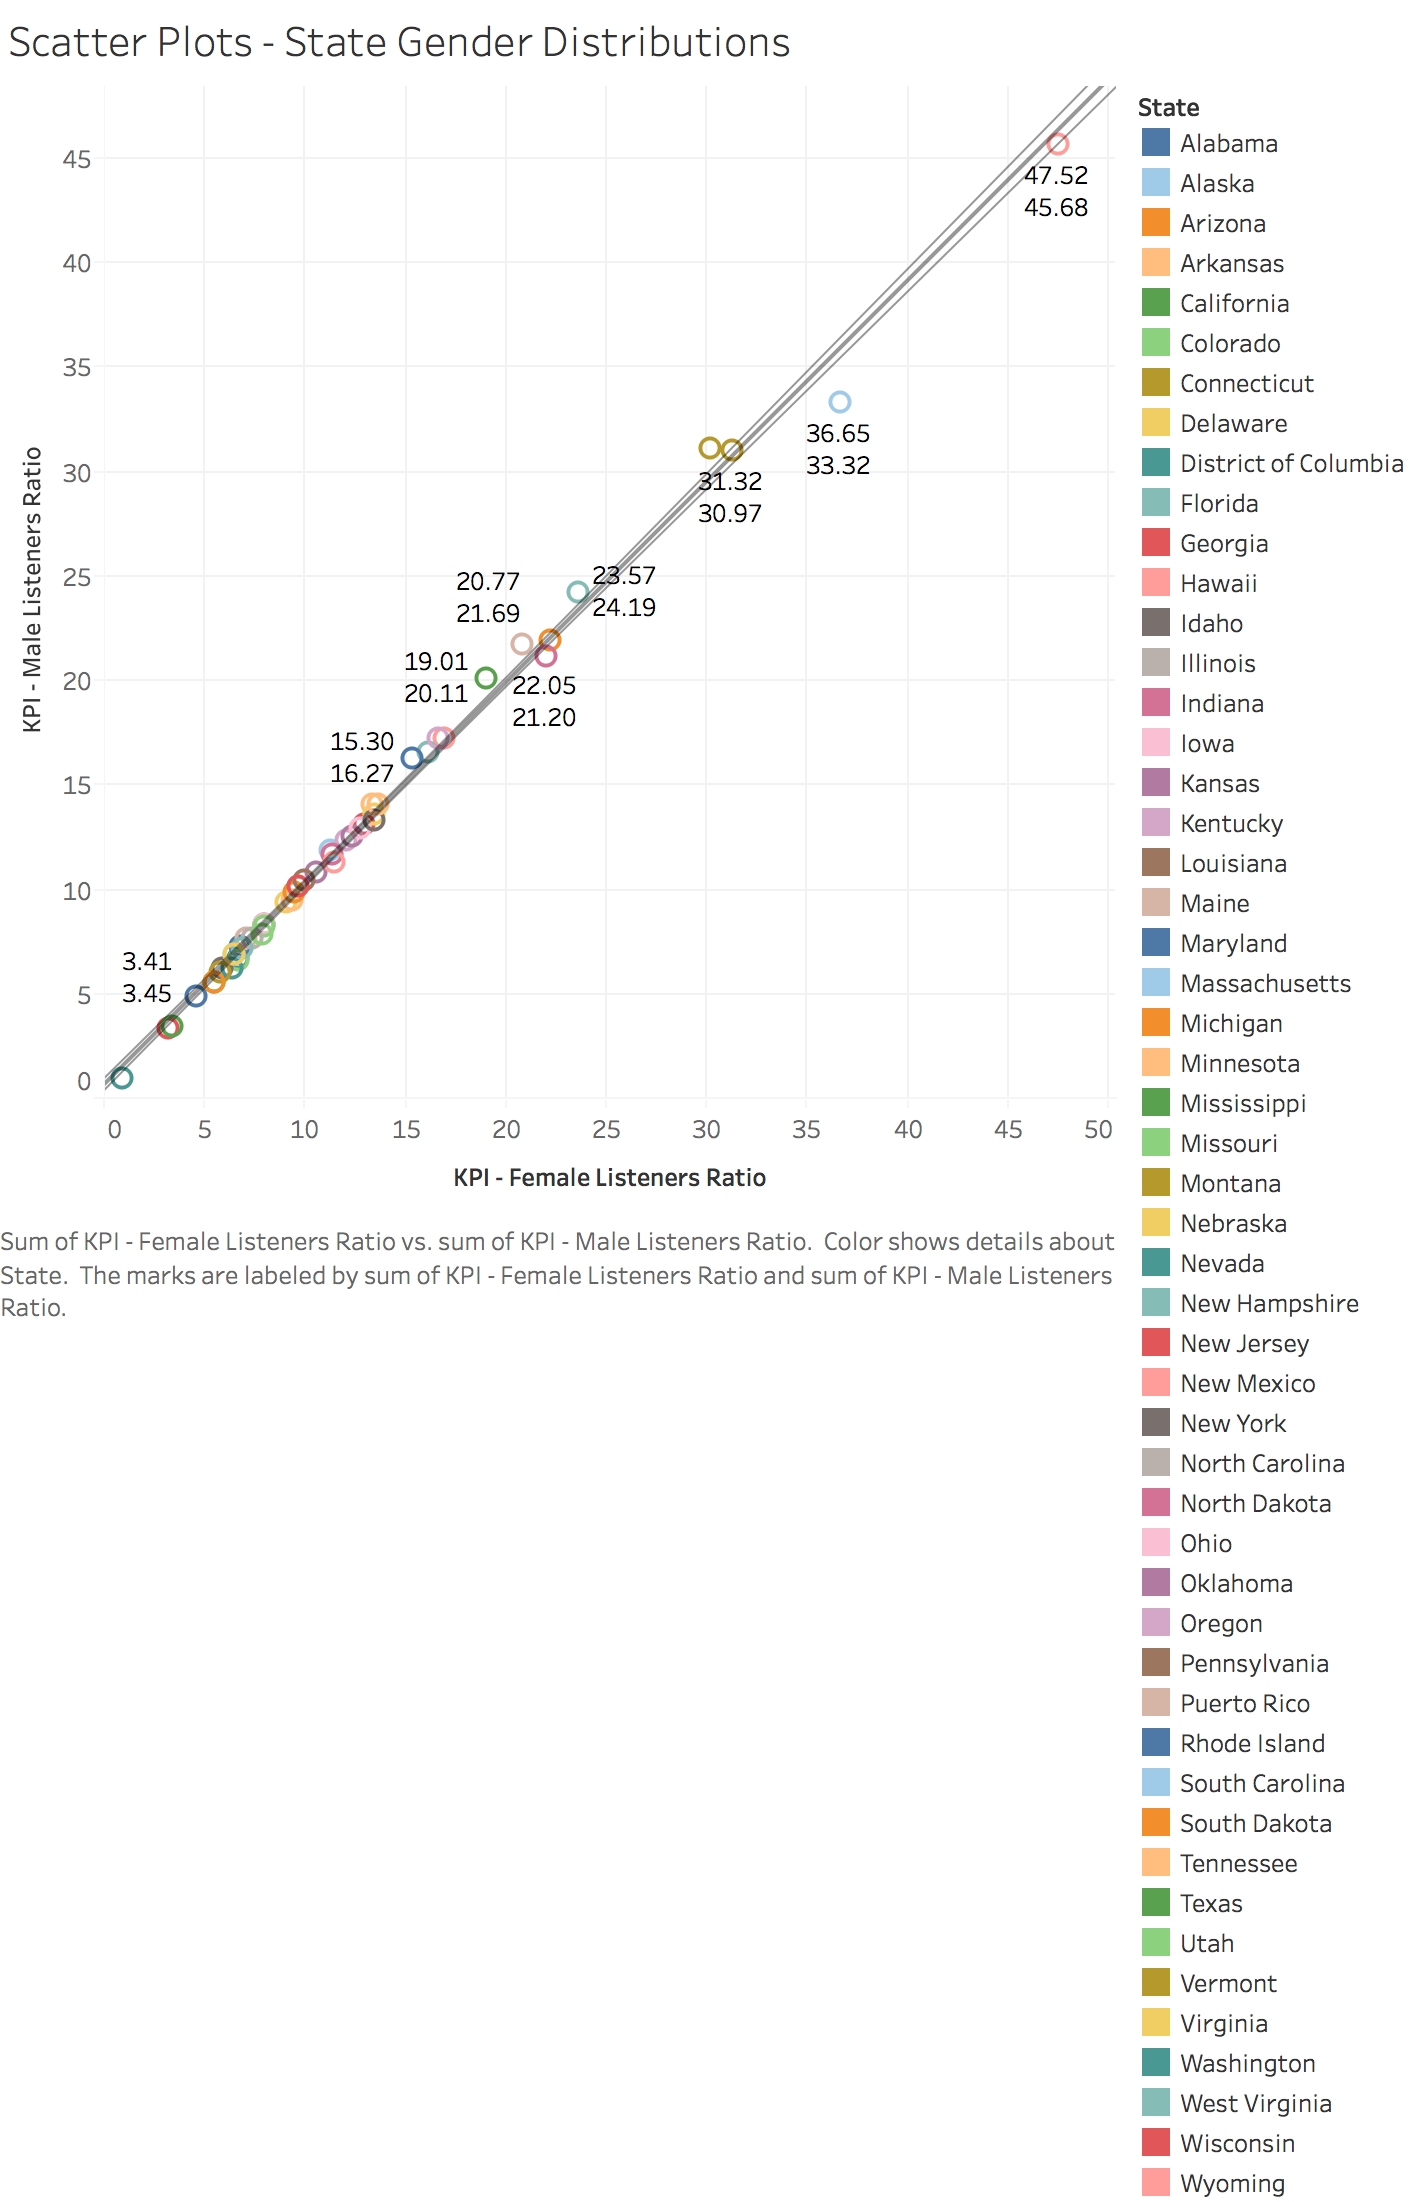 Scatter Plots - State Gender Distributions
State
Alabama
Alaska
Arizona
Arkansas
California
Colorado
Connecticut
Delaware
District of Columbia
Florida
Georgia
Hawaii
Idaho
Illinois
Indiana
Iowa
Kansas
Kentucky
Louisiana
Maine
Maryland
Massachusetts
Michigan
Minnesota
Mississippi
Missouri
Montana
Nebraska
Nevada
New Hampshire
New Jersey
New Mexico
New York
North Carolina
North Dakota
Ohio
Oklahoma
Oregon
Pennsylvania
Puerto Rico
Rhode Island
South Carolina
South Dakota
Tennessee
Texas
Utah
Vermont
Virginia
Washington
West Virginia
Wisconsin
Wyoming
KPI - Male Listeners Ratio
45
40
35
30
25
20
15
10
5
0
47.52
45.68
36.65
33.32
31.32
30.97
23.57
24.19
20.77
21.69
19.01
20.11
22.05
21.20
15.30
16.27
3.41
3.45
0
5
10
15
20
25
30
35
40
45
50
KPI - Female Listeners Ratio
Sum of KPI - Female Listeners Ratio vs. sum of KPI - Male Listeners Ratio.  Color shows details about
State.  The marks are labeled by sum of KPI - Female Listeners Ratio and sum of KPI - Male Listeners
Ratio.